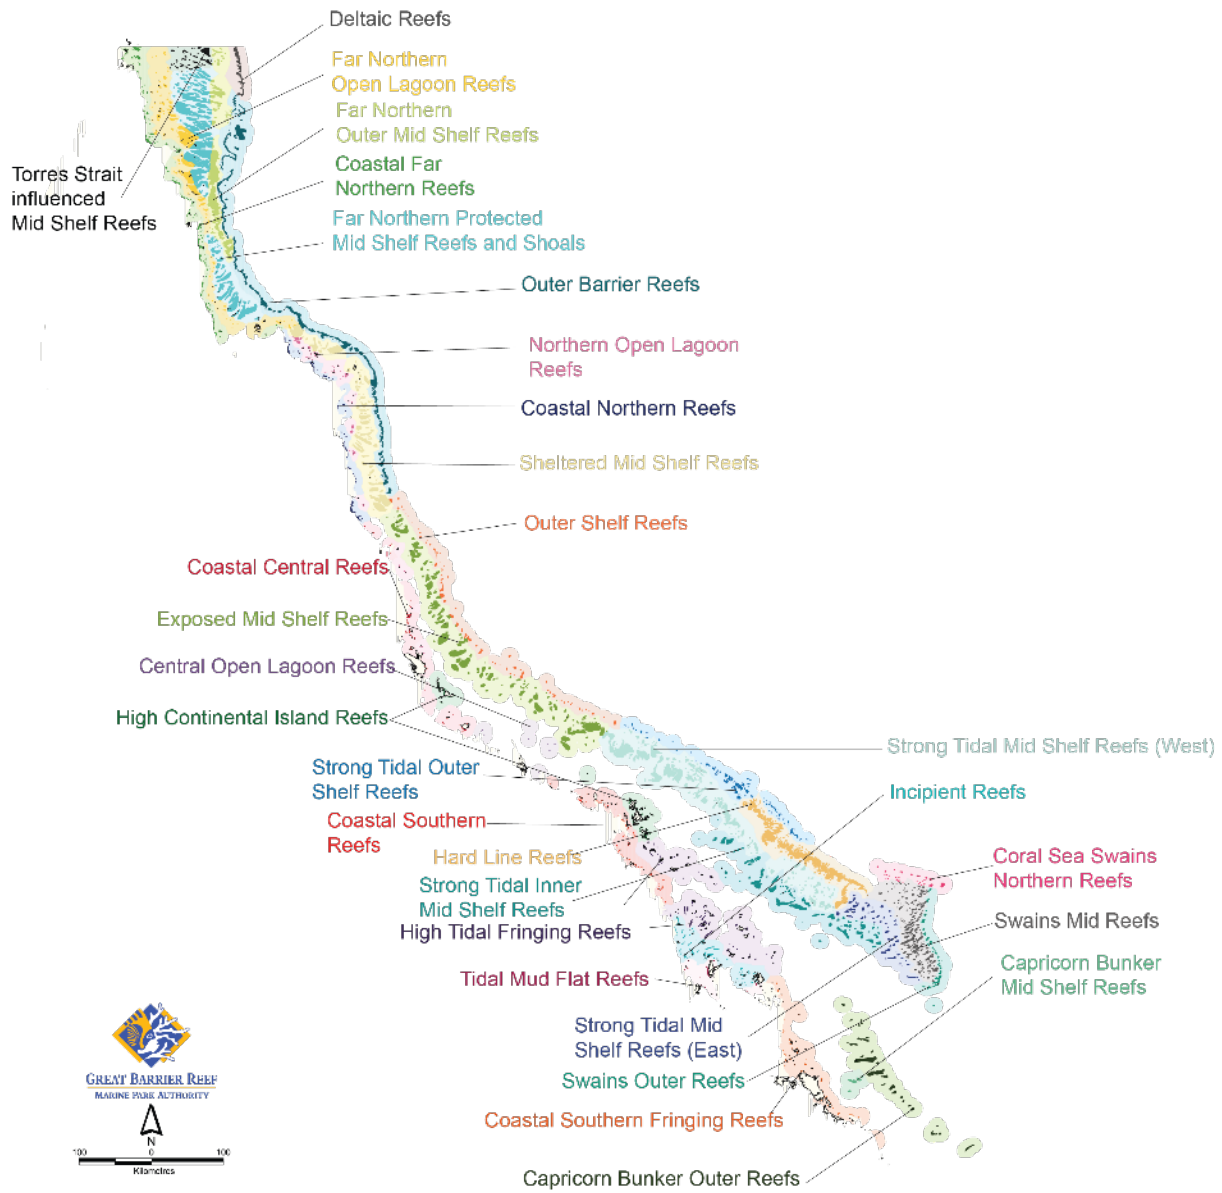 Deltaic Reefs
Far Northern
Open Lagoon Reefs
Far Northern
Outer Mid Shelf Reefs
Coastal Far
Northern Reefs
Torres Strait
influenced
Mid Shelf Reefs
Far Northern Protected
Mid Shelf Reefs and Shoals
Outer Barrier Reefs
Northern Open Lagoon
Reefs
Coastal Northern Reefs
Sheltered Mid Shelf Reefs
Outer Shelf Reefs
Coastal Central Reefs
Exposed Mid Shelf Reefs
Central Open Lagoon Reefs
High Continental Island Reefs
Strong Tidal Mid Shelf Reefs (West)
Strong Tidal Outer
Shelf Reefs
Incipient Reefs
Coastal Southern
Reefs
Hard Line Reefs
Coral Sea Swains
Northern Reefs
Strong Tidal Inner
Mid Shelf Reefs
High Tidal Fringing Reefs
Swains Mid Reefs
Tidal Mud Flat Reefs
Capricorn Bunker
Mid Shelf Reefs
Strong Tidal Mid
Shelf Reefs (East)
Swains Outer Reefs
Coastal Southern Fringing Reefs
Capricorn Bunker Outer Reefs
GREAT BARRIER REEF
MARINE PARK AUTHORITY
N
100 0 100
Kilometres